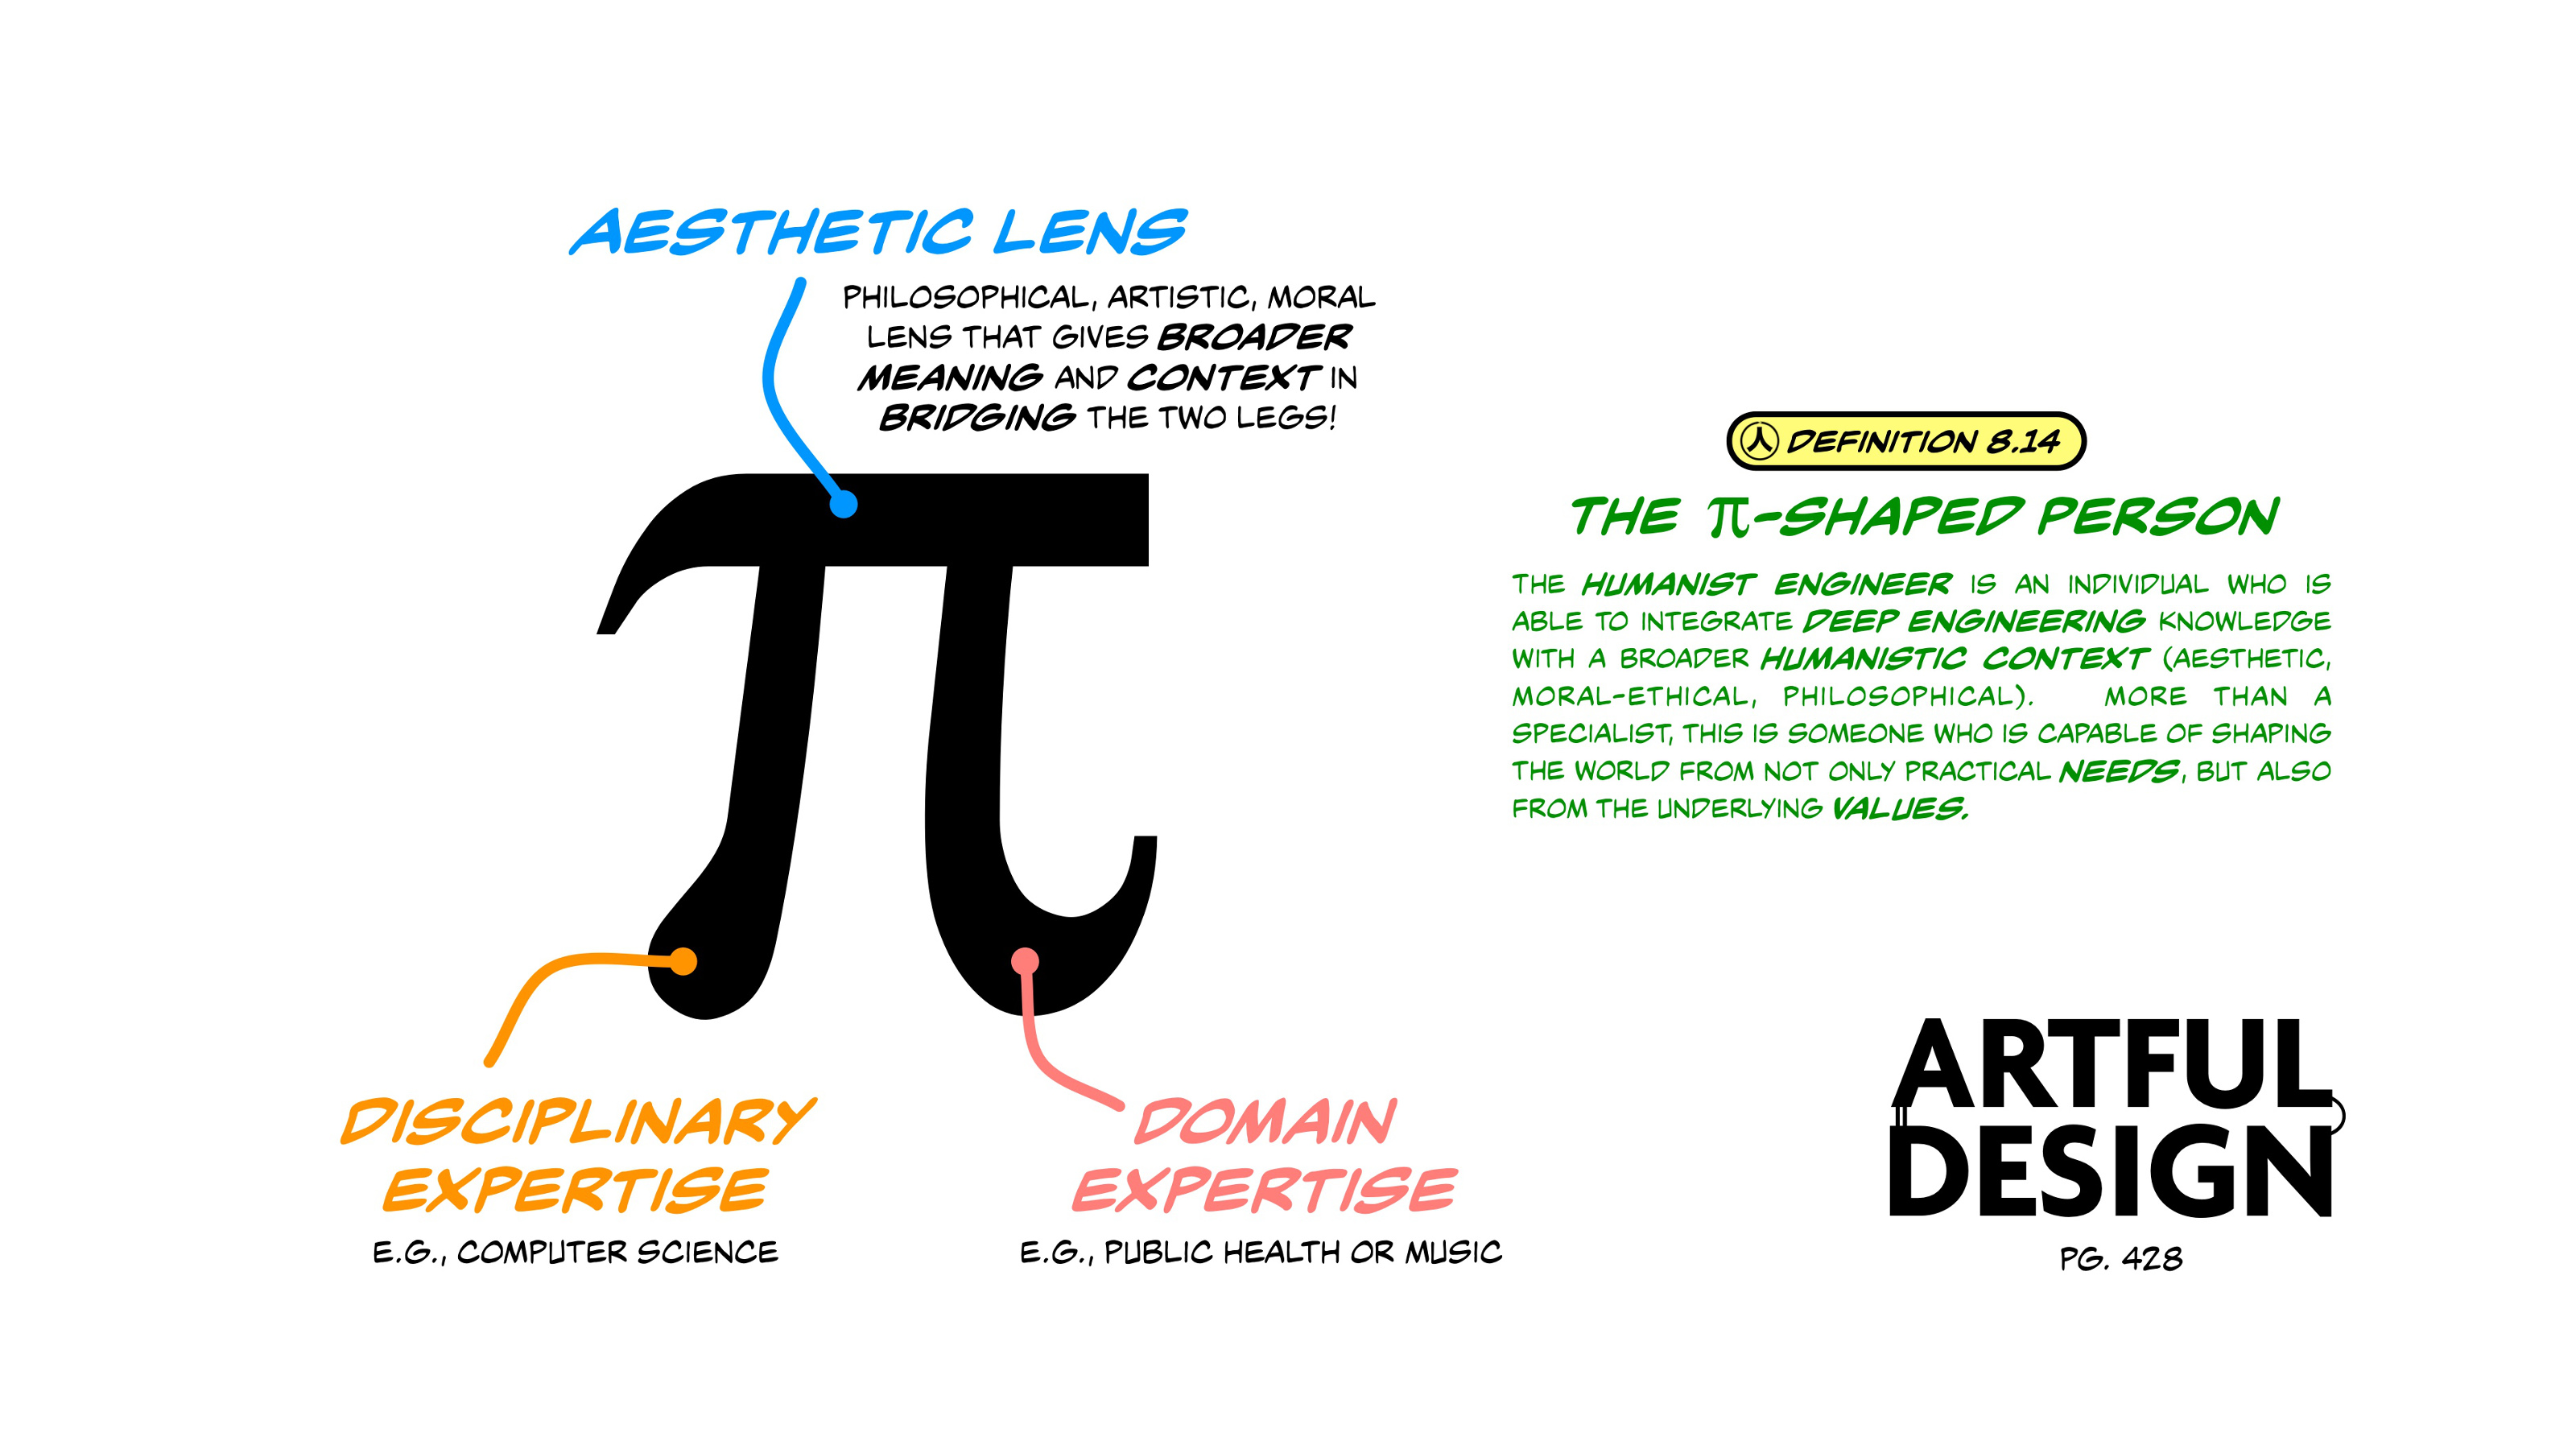 AESTHETIC LENS
PHILOSOPHICAL, ARTISTIC, MORAL
LENS THAT GIVES BROADER
MEANING AND CONTEXT IN
BRIDGING THE TWO LEGS!
π
DISCIPLINARY
EXPERTISE
E.G., COMPUTER SCIENCE
DOMAIN
EXPERTISE
E.G., PUBLIC HEALTH OR MUSIC
DEFINITION 8.14
THE π-SHAPED PERSON
THE HUMANIST ENGINEER IS AN INDIVIDUAL WHO IS
ABLE TO INTEGRATE DEEP ENGINEERING KNOWLEDGE
WITH A BROADER HUMANISTIC CONTEXT (AESTHETIC,
MORAL-ETHICAL, PHILOSOPHICAL). MORE THAN A
SPECIALIST, THIS IS SOMEONE WHO IS CAPABLE OF SHAPING
THE WORLD FROM NOT ONLY PRACTICAL NEEDS, BUT ALSO
FROM THE UNDERLYING VALUES.
ARTFUL
DESIGN
PG. 428